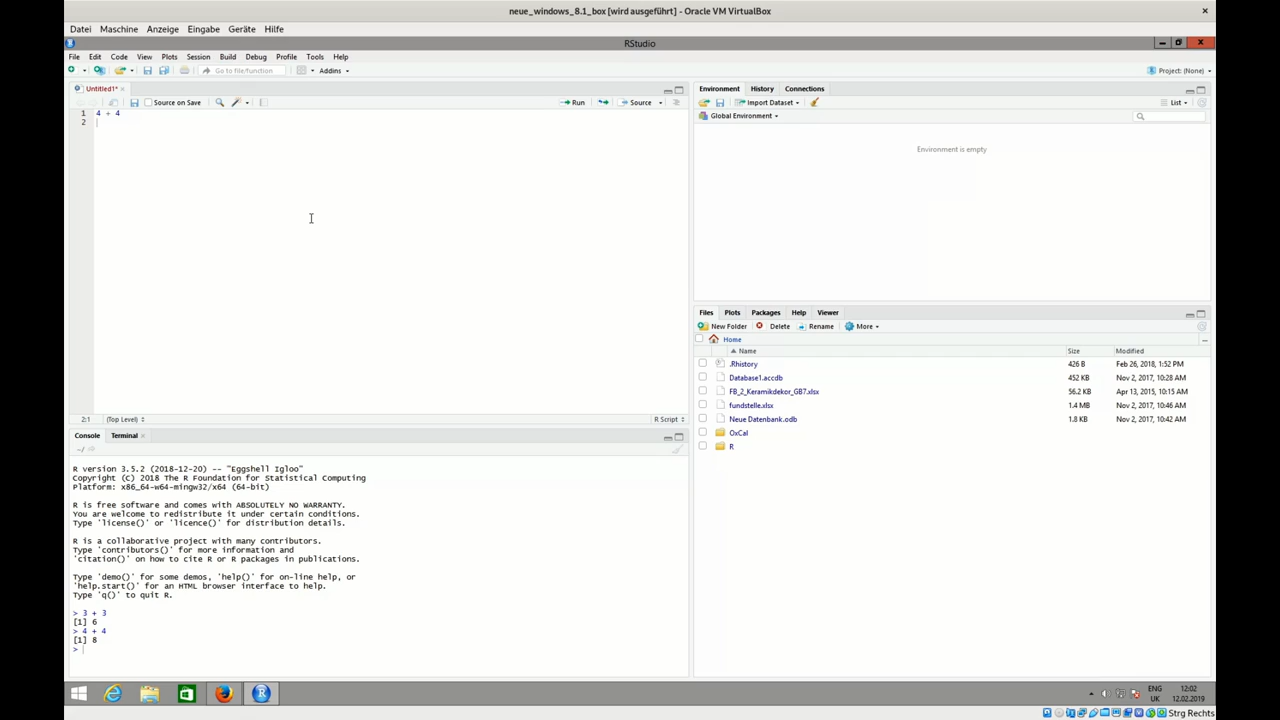 neue_windows_8.1_box [wird ausgeführt] - Oracle VM VirtualBox
Datei Maschine Anzeige Eingabe Geräte Hilfe
RStudio
File Edit Code View Plots Session Build Debug Profile Tools Help
Go to file/function Addins Project: (None)
Untitled1*
Source on Save Run Source
1 4 + 4
2
2:1 (Top Level) R Script
Console Terminal
~/
R version 3.5.2 (2018-12-20) -- "Eggshell Igloo"
Copyright (C) 2018 The R Foundation for Statistical Computing
Platform: x86_64-w64-mingw32/x64 (64-bit)
R is free software and comes with ABSOLUTELY NO WARRANTY.
You are welcome to redistribute it under certain conditions.
Type 'license()' or 'licence()' for distribution details.
R is a collaborative project with many contributors.
Type 'contributors()' for more information and
'citation()' on how to cite R or R packages in publications.
Type 'demo()' for some demos, 'help()' for on-line help, or
'help.start()' for an HTML browser interface to help.
Type 'q()' to quit R.
> 3 + 3
[1] 6
> 4 + 4
[1] 8
>
Environment History Connections
Import Dataset List
Global Environment
Environment is empty
Files Plots Packages Help Viewer
New Folder Delete Rename More
Home
Name Size Modified
.Rhistory 426 B Feb 26, 2018, 1:52 PM
Database1.accdb 452 KB Nov 2, 2017, 10:28 AM
FB_2_Keramikdekor_GB7.xlsx 56.2 KB Apr 13, 2015, 10:15 AM
fundstelle.xlsx 1.4 MB Nov 2, 2017, 10:46 AM
Neue Datenbank.odb 1.8 KB Nov 2, 2017, 10:42 AM
OxCal
R
ENG 12:02
UK 12.02.2019
Strg Rechts